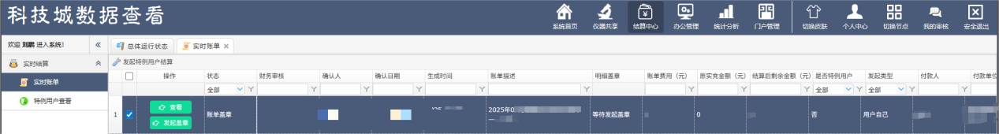 科技城数据查看
系统首页 仪器共享 结算中心 办公管理 统计分析 门户管理 切换皮肤 个人中心 切换节点 我的审核 安全退出
欢迎 刘鹏 进入系统! 总体运行状态 实时账单
实时结算 发起特例用户结算
操作 状态 财务审核 确认人 确认日期 生成时间 账单描述 明细盖章 账单费用（元） 原实充金额（元） 结算后剩余金额（元） 是否特例用户 发起类型 付款人 付款单位
实时账单
全部 全部 全部
特例用户查看
1 查看 账单盖章 2025年0 等待发起盖章 0 否 用户自己
发起盖章